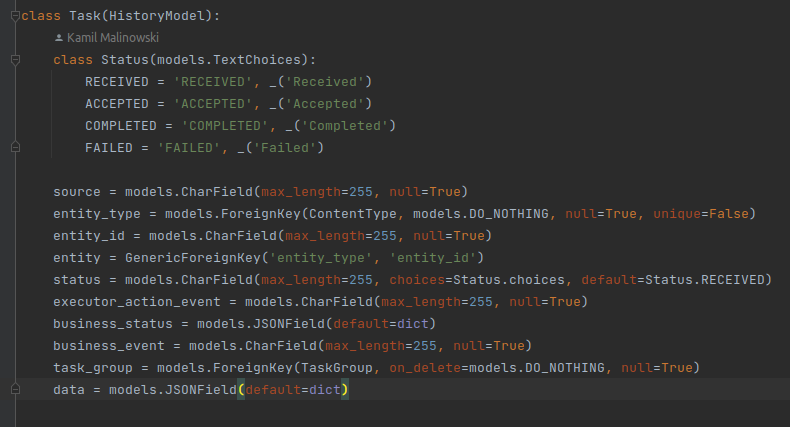 class Task(HistoryModel):
Kamil Malinowski
class Status(models.TextChoices):
RECEIVED = 'RECEIVED', _('Received')
ACCEPTED = 'ACCEPTED', _('Accepted')
COMPLETED = 'COMPLETED', _('Completed')
FAILED = 'FAILED', _('Failed')
source = models.CharField(max_length=255, null=True)
entity_type = models.ForeignKey(ContentType, models.DO_NOTHING, null=True, unique=False)
entity_id = models.CharField(max_length=255, null=True)
entity = GenericForeignKey('entity_type', 'entity_id')
status = models.CharField(max_length=255, choices=Status.choices, default=Status.RECEIVED)
executor_action_event = models.CharField(max_length=255, null=True)
business_status = models.JSONField(default=dict)
business_event = models.CharField(max_length=255, null=True)
task_group = models.ForeignKey(TaskGroup, on_delete=models.DO_NOTHING, null=True)
data = models.JSONField(default=dict)